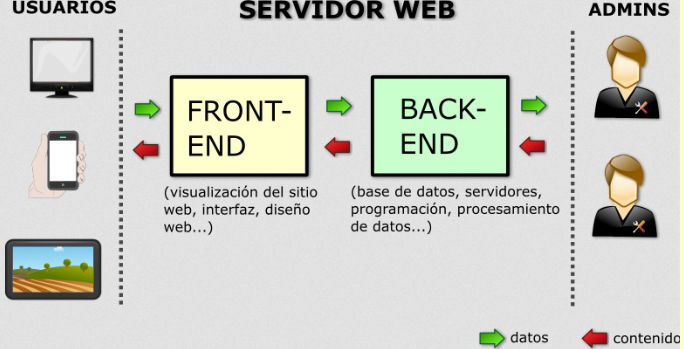 USUARIOS
SERVIDOR WEB
ADMINS
FRONT-
END
BACK-
END
(visualización del sitio
web, interfaz, diseño
web...)
(base de datos, servidores,
programación, procesamiento
de datos...)
datos
contenido